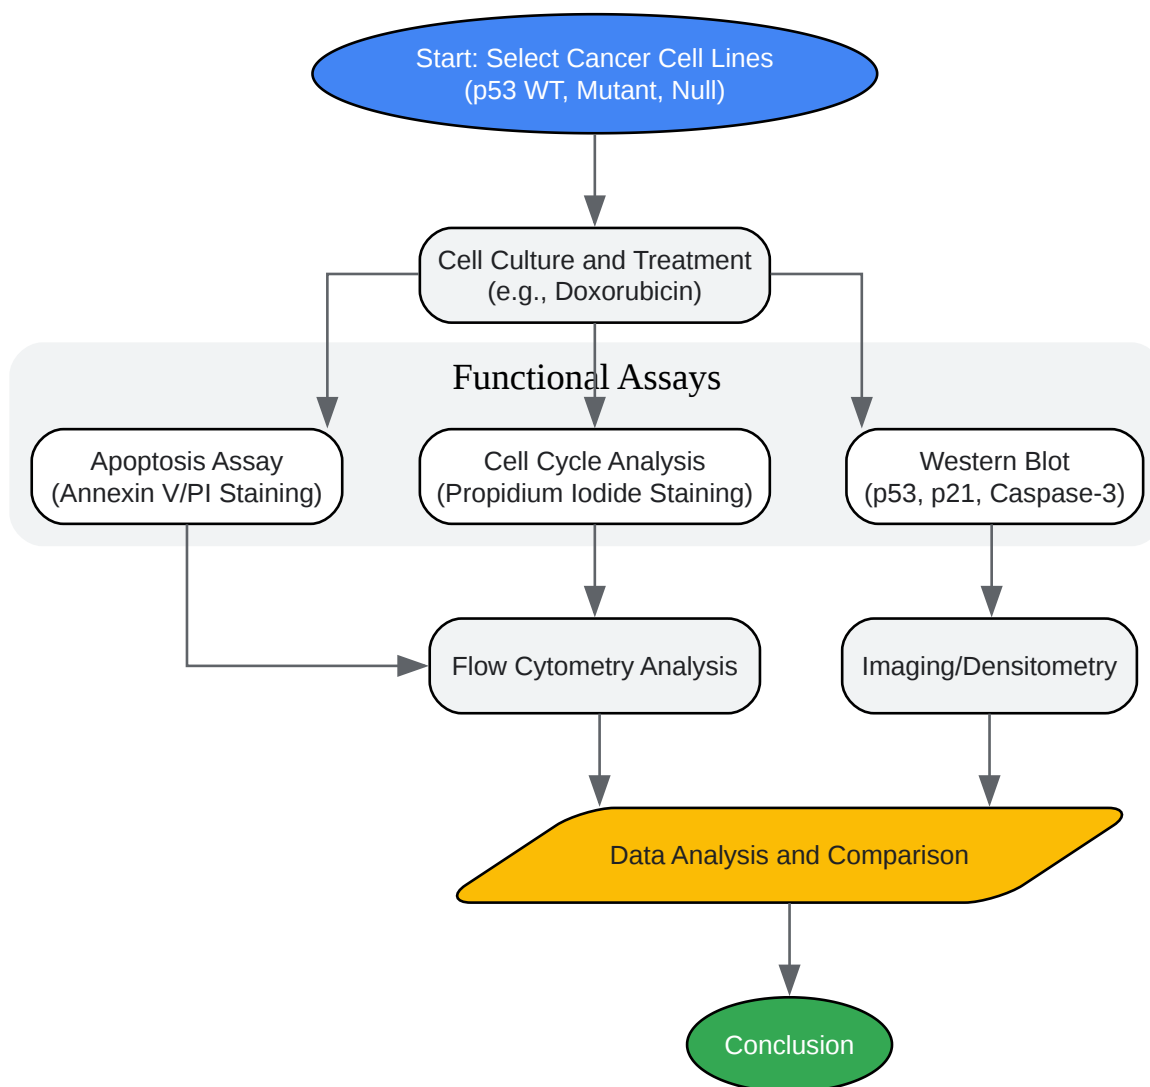 Start: Select Cancer Cell Lines
(p53 WT, Mutant, Null)
Cell Culture and Treatment
(e.g., Doxorubicin)
Functional Assays
Apoptosis Assay
(Annexin V/PI Staining)
Cell Cycle Analysis
(Propidium Iodide Staining)
Western Blot
(p53, p21, Caspase-3)
Flow Cytometry Analysis
Imaging/Densitometry
Data Analysis and Comparison
Conclusion